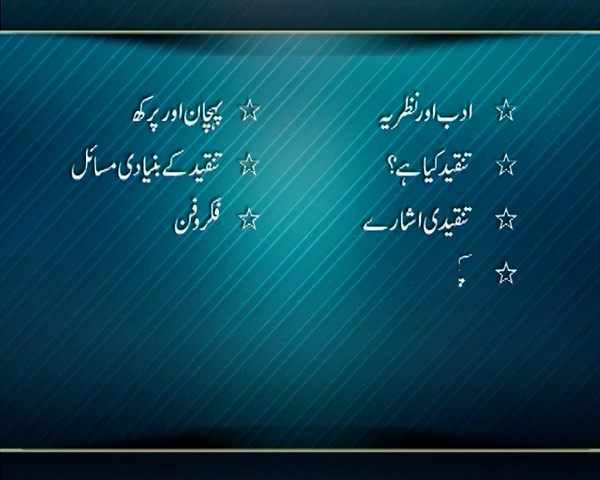 ادب اور نظریہ
تنقید کیا ہے؟
تنقیدی اشارے
پہچان اور پرکھ
تنقید کے بنیادی مسائل
فکر و فن